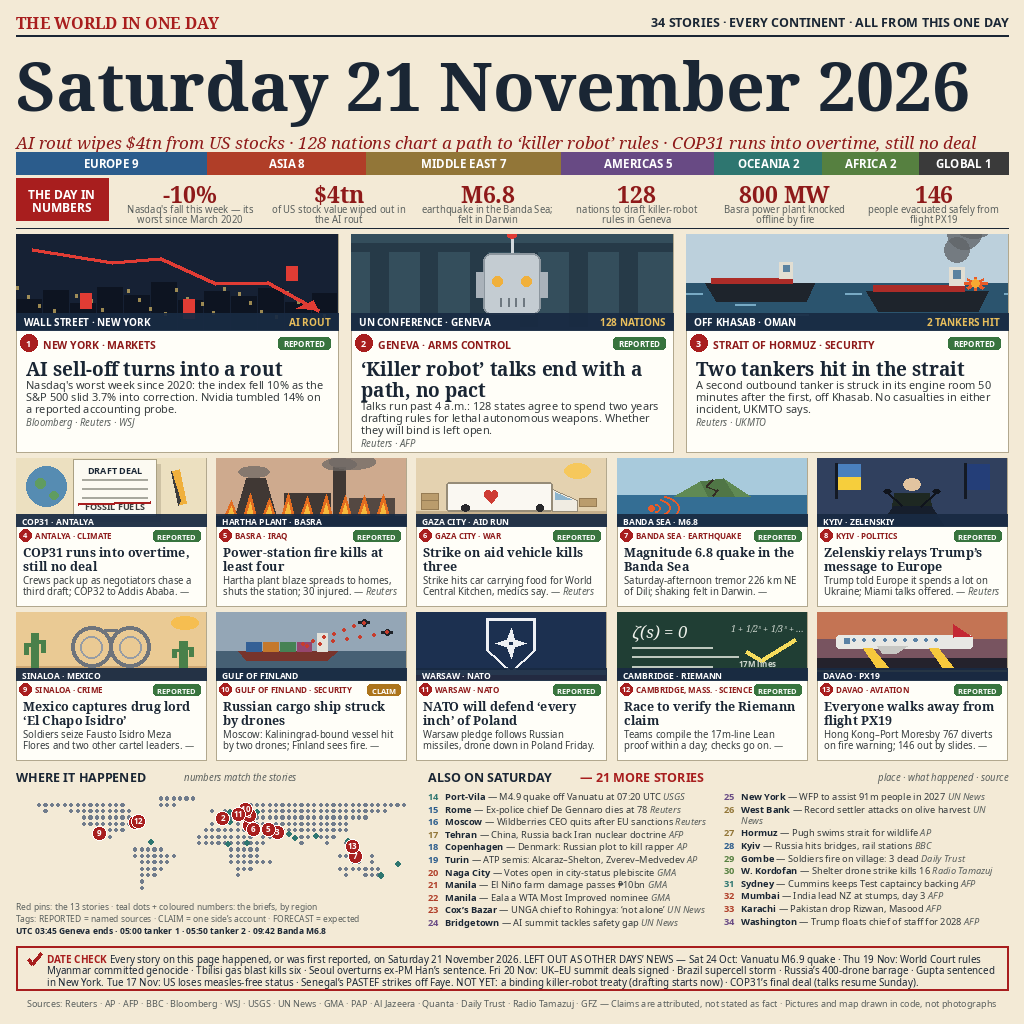 THE WORLD IN ONE DAY
34 STORIES · EVERY CONTINENT · ALL FROM THIS ONE DAY
Saturday 21 November 2026
AI rout wipes $4tn from US stocks · 128 nations chart a path to ‘killer robot’ rules · COP31 runs into overtime, still no deal
EUROPE 9
ASIA 8
MIDDLE EAST 7
AMERICAS 5
OCEANIA 2
AFRICA 2
GLOBAL 1
THE DAY IN
NUMBERS
-10%
Nasdaq's fall this week — its
worst since March 2020
$4tn
of US stock value wiped out in
the AI rout
M6.8
earthquake in the Banda Sea;
felt in Darwin
128
nations to draft killer-robot
rules in Geneva
800 MW
Basra power plant knocked
offline by fire
146
people evacuated safely from
flight PX19
WALL STREET · NEW YORK
AI ROUT
1 NEW YORK · MARKETS
REPORTED
AI sell-off turns into a rout
Nasdaq's worst week since 2020: the index fell 10% as the
S&P 500 slid 3.7% into correction. Nvidia tumbled 14% on
a reported accounting probe.
Bloomberg · Reuters · WSJ
UN CONFERENCE · GENEVA
128 NATIONS
2 GENEVA · ARMS CONTROL
REPORTED
‘Killer robot’ talks end with a
path, no pact
Talks run past 4 a.m.: 128 states agree to spend two years
drafting rules for lethal autonomous weapons. Whether
they will bind is left open.
Reuters · AFP
OFF KHASAB · OMAN
2 TANKERS HIT
3 STRAIT OF HORMUZ · SECURITY
REPORTED
Two tankers hit in the strait
A second outbound tanker is struck in its engine room 50
minutes after the first, off Khasab. No casualties in either
incident, UKMTO says.
Reuters · UKMTO
DRAFT DEAL
FOSSIL FUELS
COP31 · ANTALYA
4 ANTALYA · CLIMATE
REPORTED
COP31 runs into overtime,
still no deal
Crews pack up as negotiators chase a
third draft; COP32 to Addis Ababa. —
HARTHA PLANT · BASRA
5 BASRA · IRAQ
REPORTED
Power-station fire kills at
least four
Hartha plant blaze spreads to homes,
shuts the station; 30 injured. — Reuters
GAZA CITY · AID RUN
6 GAZA CITY · WAR
REPORTED
Strike on aid vehicle kills
three
Strike hits car carrying food for World
Central Kitchen, medics say. — Reuters
BANDA SEA · M6.8
7 BANDA SEA · EARTHQUAKE
REPORTED
Magnitude 6.8 quake in the
Banda Sea
Saturday-afternoon tremor 226 km NE
of Dili; shaking felt in Darwin. —
KYIV · ZELENSKIY
8 KYIV · POLITICS
REPORTED
Zelenskiy relays Trump’s
message to Europe
Trump told Europe it spends a lot on
Ukraine; Miami talks offered. — Reuters
SINALOA · MEXICO
9 SINALOA · CRIME
REPORTED
Mexico captures drug lord
‘El Chapo Isidro’
Soldiers seize Fausto Isidro Meza
Flores and two other cartel leaders. —
GULF OF FINLAND
10 GULF OF FINLAND · SECURITY
CLAIM
Russian cargo ship struck
by drones
Moscow: Kaliningrad-bound vessel hit
by two drones; Finland sees fire. —
WARSAW · NATO
11 WARSAW · NATO
REPORTED
NATO will defend ‘every
inch’ of Poland
Warsaw pledge follows Russian
missiles, drone down in Poland Friday.
ζ(s) = 0
1 + 1/2ˢ + 1/3ˢ + …
17M lines
CAMBRIDGE · RIEMANN
12 CAMBRIDGE, MASS. · SCIENCE
REPORTED
Race to verify the Riemann
claim
Teams compile the 17m-line Lean
proof within a day; checks go on. —
DAVAO · PX19
13 DAVAO · AVIATION
REPORTED
Everyone walks away from
flight PX19
Hong Kong–Port Moresby 767 diverts
on fire warning; 146 out by slides. —
WHERE IT HAPPENED
numbers match the stories
9
12
2
11
6
5
13
7
Red pins: the 13 stories · teal dots + coloured numbers: the briefs, by region
Tags: REPORTED = named sources · CLAIM = one side's account · FORECAST = expected
UTC 03:45 Geneva ends · 05:00 tanker 1 · 05:50 tanker 2 · 09:42 Banda M6.8
ALSO ON SATURDAY — 21 MORE STORIES
place · what happened · source
14 Port-Vila — M4.9 quake off Vanuatu at 07:20 UTC USGS
15 Rome — Ex-police chief De Gennaro dies at 78 Reuters
16 Moscow — Wildberries CEO quits after EU sanctions Reuters
17 Tehran — China, Russia back Iran nuclear doctrine AFP
18 Copenhagen — Denmark: Russian plot to kill rapper AP
19 Turin — ATP semis: Alcaraz–Shelton, Zverev–Medvedev AP
20 Naga City — Votes open in city-status plebiscite GMA
21 Manila — El Niño farm damage passes ₱10bn GMA
22 Manila — Eala a WTA Most Improved nominee GMA
23 Cox's Bazar — UNGA chief to Rohingya: 'not alone' UN News
24 Bridgetown — AI summit tackles safety gap UN News
25 New York — WFP to assist 91m people in 2027 UN News
26 West Bank — Record settler attacks on olive harvest UN
News
27 Hormuz — Pugh swims strait for wildlife AP
28 Kyiv — Russia hits bridges, rail stations BBC
29 Gombe — Soldiers fire on village: 3 dead Daily Trust
30 W. Kordofan — Shelter drone strike kills 16 Radio Tamazuj
31 Sydney — Cummins keeps Test captaincy backing AFP
32 Mumbai — India lead NZ at stumps, day 3 AFP
33 Karachi — Pakistan drop Rizwan, Masood AFP
34 Washington — Trump floats chief of staff for 2028 AFP
DATE CHECK Every story on this page happened, or was first reported, on Saturday 21 November 2026. LEFT OUT AS OTHER DAYS' NEWS — Sat 24 Oct: Vanuatu M6.9 quake · Thu 19 Nov: World Court rules
Myanmar committed genocide · Tbilisi gas blast kills six · Seoul overturns ex-PM Han's sentence. Fri 20 Nov: UK–EU summit deals signed · Brazil supercell storm · Russia's 400-drone barrage · Gupta sentenced
in New York. Tue 17 Nov: US loses measles-free status · Senegal's PASTEF strikes off Faye. NOT YET: a binding killer-robot treaty (drafting starts now) · COP31's final deal (talks resume Sunday).
Sources: Reuters · AP · AFP · BBC · Bloomberg · WSJ · USGS · UN News · GMA · PAP · Al Jazeera · Quanta · Daily Trust · Radio Tamazuj · GFZ — Claims are attributed, not stated as fact · Pictures and map drawn in code, not photographs